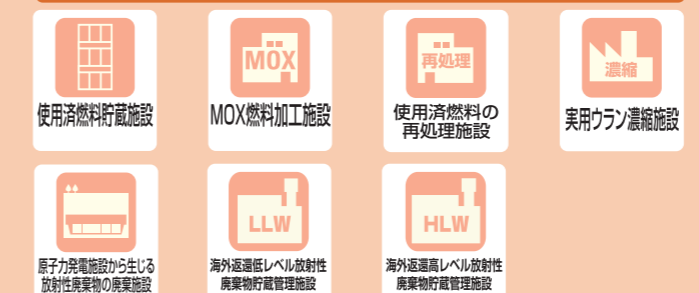 使用済燃料貯蔵施設
MOX
MOX燃料加工施設
再処理
使用済燃料の
再処理施設
濃縮
実用ウラン濃縮施設
原子力発電施設から生じる
放射性廃棄物の廃棄施設
LLW
海外返還低レベル放射性
廃棄物貯蔵管理施設
HLW
海外返還高レベル放射性
廃棄物貯蔵管理施設